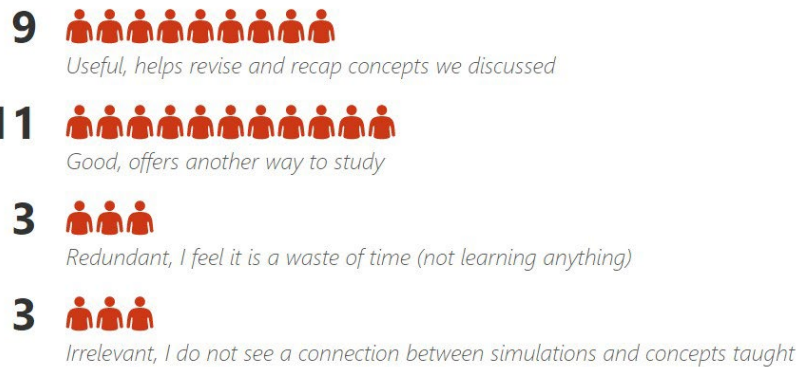 9
Useful, helps revise and recap concepts we discussed
11
Good, offers another way to study
3
Redundant, I feel it is a waste of time (not learning anything)
3
Irrelevant, I do not see a connection between simulations and concepts taught